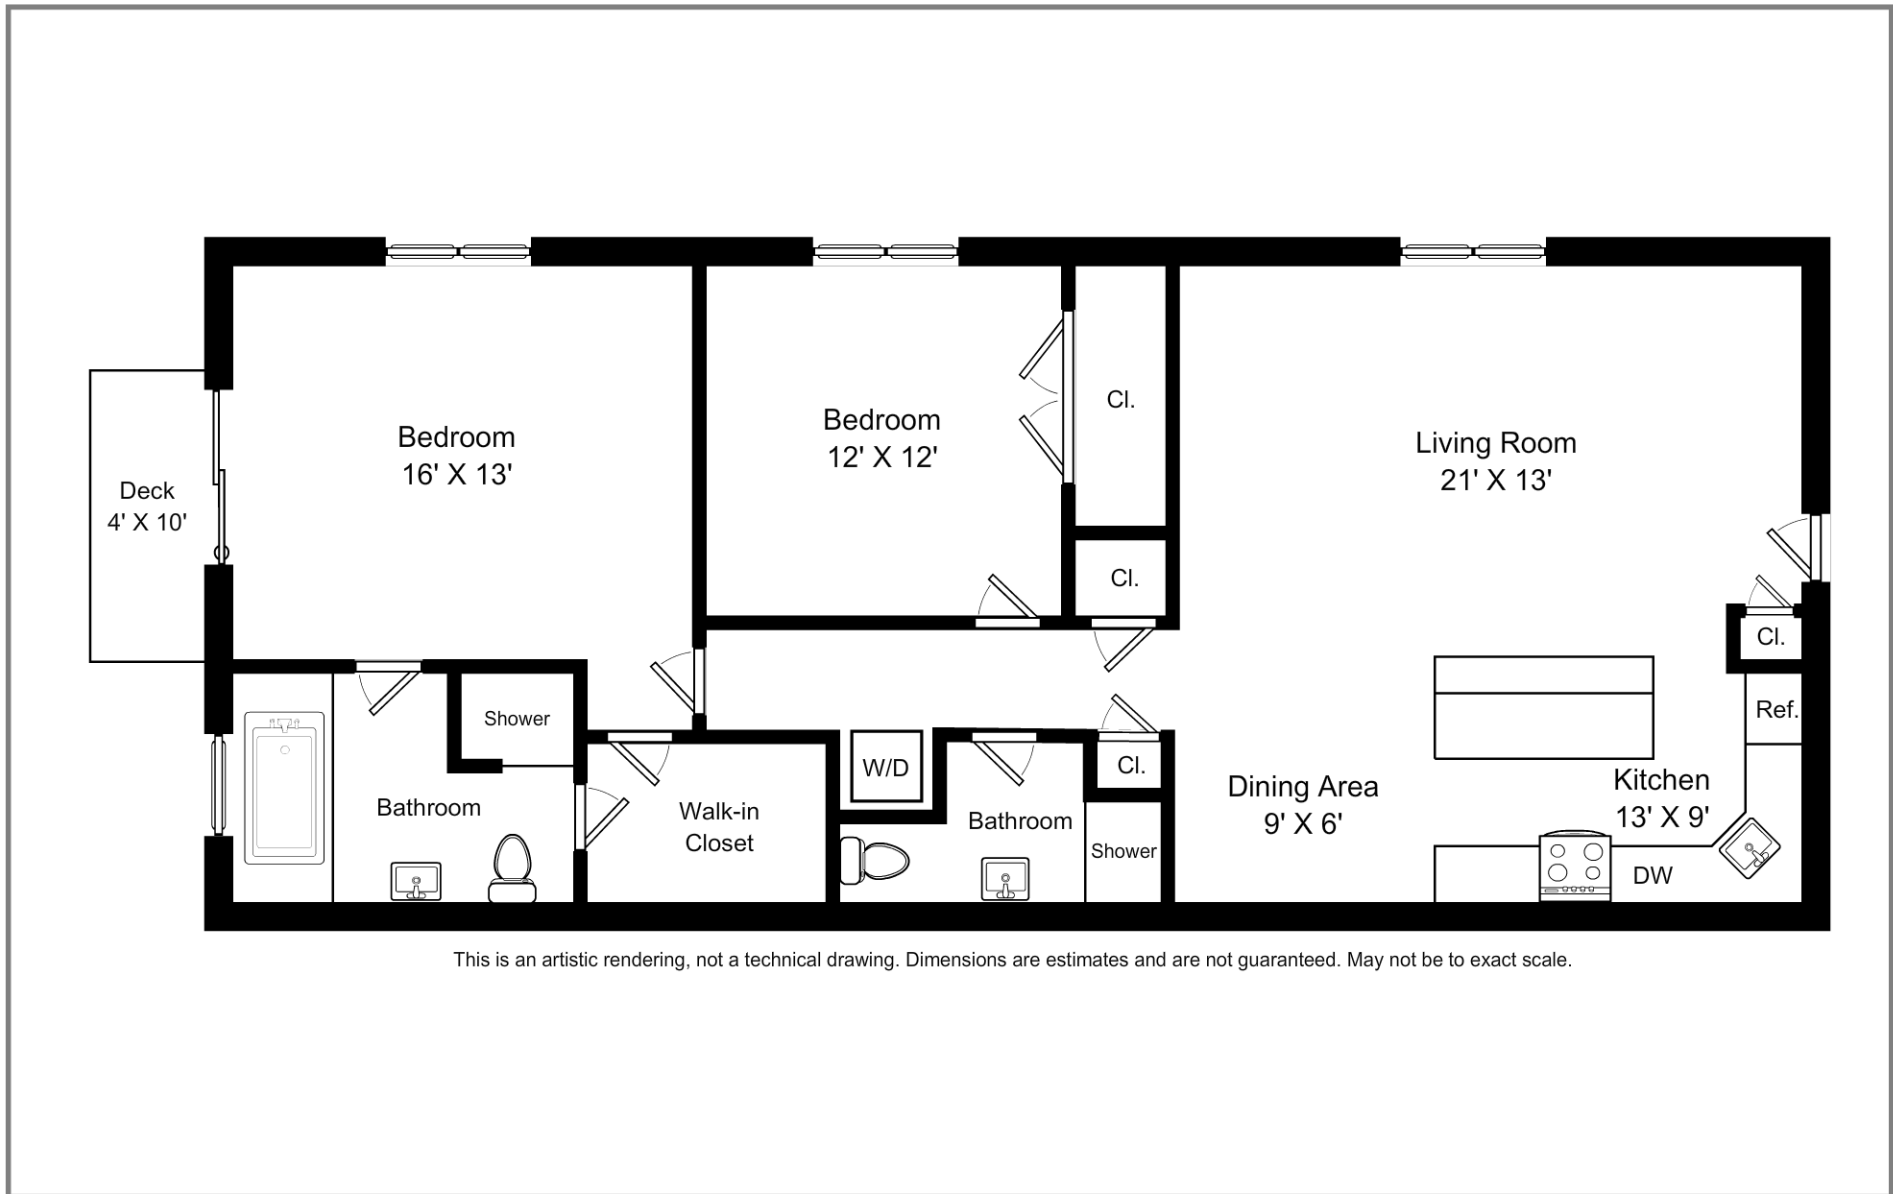 Bedroom
16' X 13'
Bedroom
12' X 12'
Cl.
Living Room
21' X 13'
Deck
4' X 10'
Cl.
Cl.
Shower
Ref.
W/D
Cl.
Bathroom
Walk-in
Closet
Bathroom
Dining Area
9' X 6'
Kitchen
13' X 9'
Shower
DW
This is an artistic rendering, not a technical drawing. Dimensions are estimates and are not guaranteed. May not be to exact scale.